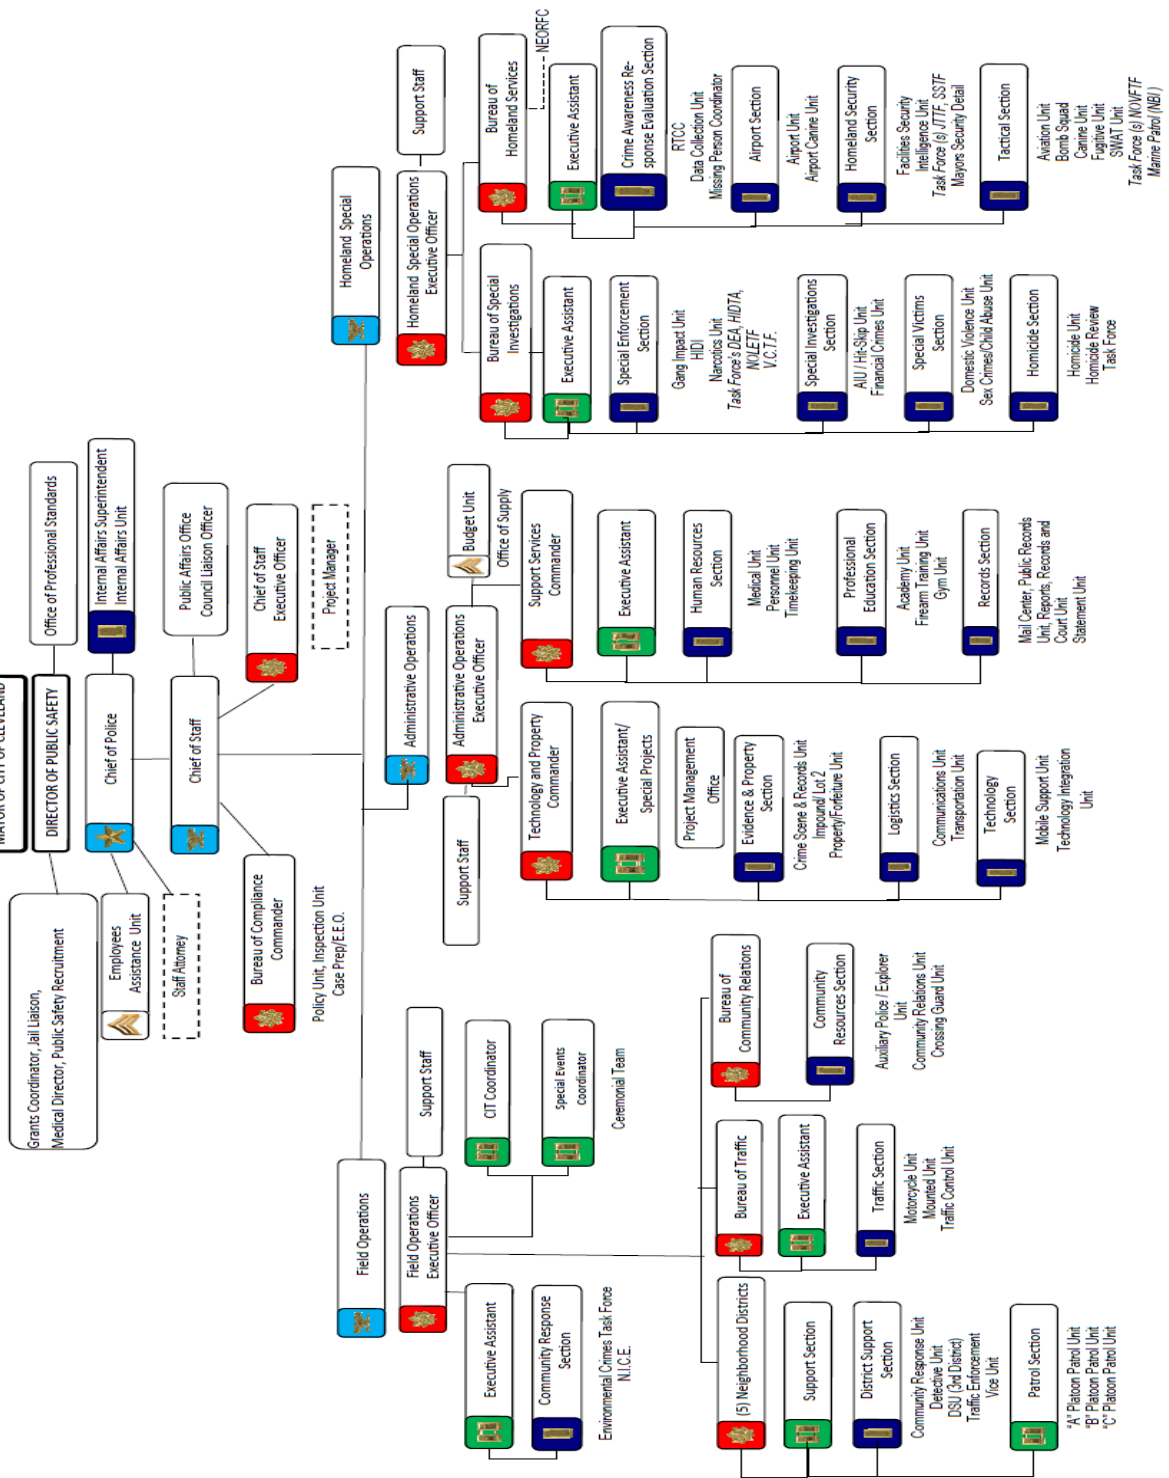 MAYOR OF CITY OF CLEVELAND
DIRECTOR OF PUBLIC SAFETY
Office of Professional Standards
Grants Coordinator, Jail Liaison,
Medical Director, Public Safety Recruitment
Chief of Police
Internal Affairs Superintendent
Internal Affairs Unit
Employees
Assistance Unit
Staff Attorney
Chief of Staff
Public Affairs Office
Council Liaison Officer
Chief of Staff
Executive Officer
Project Manager
Bureau of Compliance
Commander
Policy Unit, Inspection Unit
Case Prep/E.E.O.
Field Operations
Field Operations
Executive Officer
Support Staff
Executive Assistant
Community Response
Section
Environmental Crimes Task Force
N.I.C.E.
CIT Coordinator
Special Events
Coordinator
Ceremonial Team
(5) Neighborhood Districts
Support Section
District Support
Section
Community Response Unit
Detective Unit
DSU (3rd District)
Traffic Enforcement
Vice Unit
Patrol Section
"A" Platoon Patrol Unit
"B" Platoon Patrol Unit
"C" Platoon Patrol Unit
Bureau of Traffic
Executive Assistant
Traffic Section
Motorcycle Unit
Mounted Unit
Traffic Control Unit
Bureau of
Community Relations
Community
Resources Section
Auxiliary Police / Explorer
Unit
Community Relations Unit
Crossing Guard Unit
Administrative Operations
Administrative Operations
Executive Officer
Support Staff
Budget Unit
Office of Supply
Technology and Property
Commander
Executive Assistant/
Special Projects
Project Management
Office
Evidence & Property
Section
Crime Scene & Records Unit
Impound/ Lot 2
Property/Forfeiture Unit
Logistics Section
Communications Unit
Transportation Unit
Technology
Section
Mobile Support Unit
Technology Integration
Unit
Support Services
Commander
Executive Assistant
Human Resources
Section
Medical Unit
Personnel Unit
Timekeeping Unit
Professional
Education Section
Academy Unit
Firearm Training Unit
Gym Unit
Records Section
Mail Center, Public Records
Unit, Reports, Records and
Court Unit
Statement Unit
Homeland Special
Operations
Homeland Special Operations
Executive Officer
Support Staff
Bureau of Special
Investigations
Executive Assistant
Special Enforcement
Section
Gang Impact Unit
HIDI
Narcotics Unit
Task Force's DEA, HIDTA,
NOLETF
V.C.T.F.
Special Investigations
Section
AIU / Hit-Skip Unit
Financial Crimes Unit
Special Victims
Section
Domestic Violence Unit
Sex Crimes/Child Abuse Unit
Homicide Section
Homicide Unit
Homicide Review
Task Force
Bureau of
Homeland Services
NEORFC
Executive Assistant
Crime Awareness Re-
sponse Evaluation Section
RTCC
Data Collection Unit
Missing Person Coordinator
Airport Section
Airport Unit
Airport Canine Unit
Homeland Security
Section
Facilities Security
Intelligence Unit
Task Force (s) JTTF, SSTF
Mayors Security Detail
Tactical Section
Aviation Unit
Bomb Squad
Canine Unit
Fugitive Unit
SWAT Unit
Task Force (s) NOVFTF
Marine Patrol (NBI)